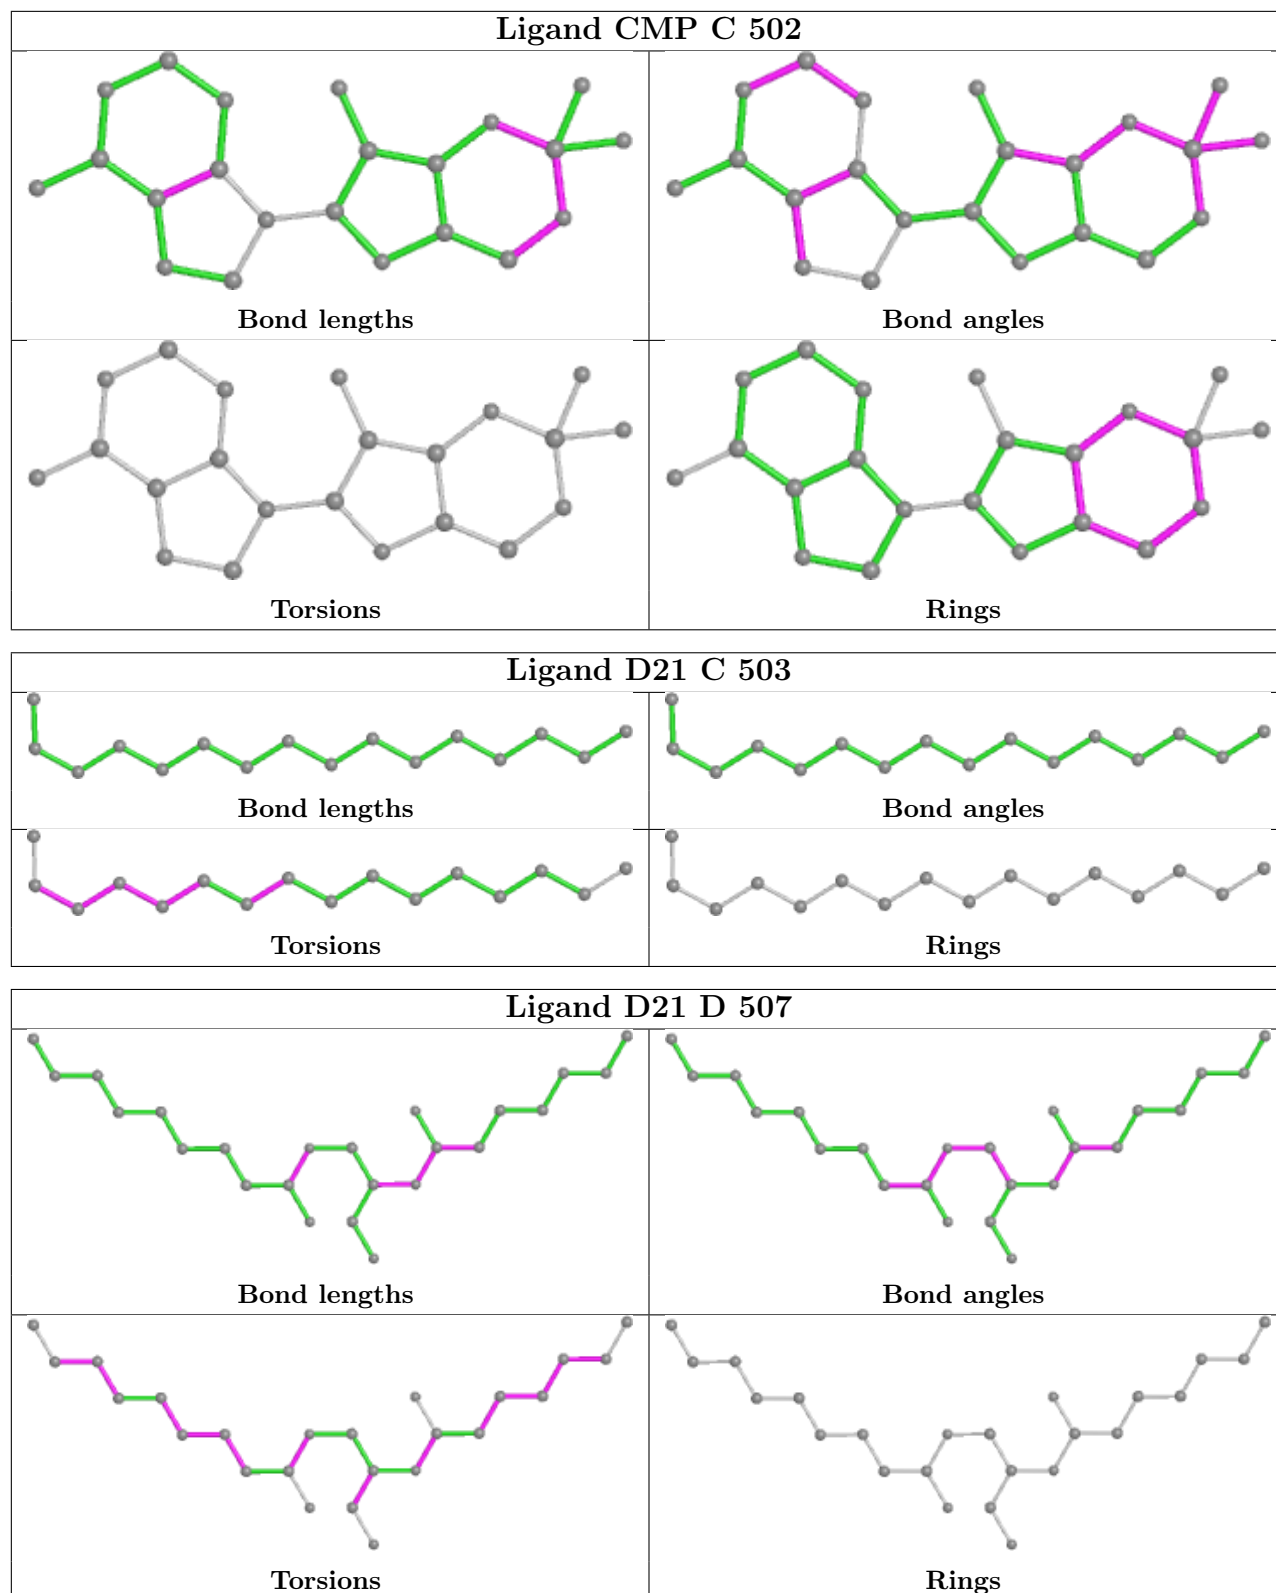 Ligand CMP C 502
Bond lengths
Bond angles
Torsions
Rings
Ligand D21 C 503
Bond lengths
Bond angles
Torsions
Rings
Ligand D21 D 507
Bond lengths
Bond angles
Torsions
Rings